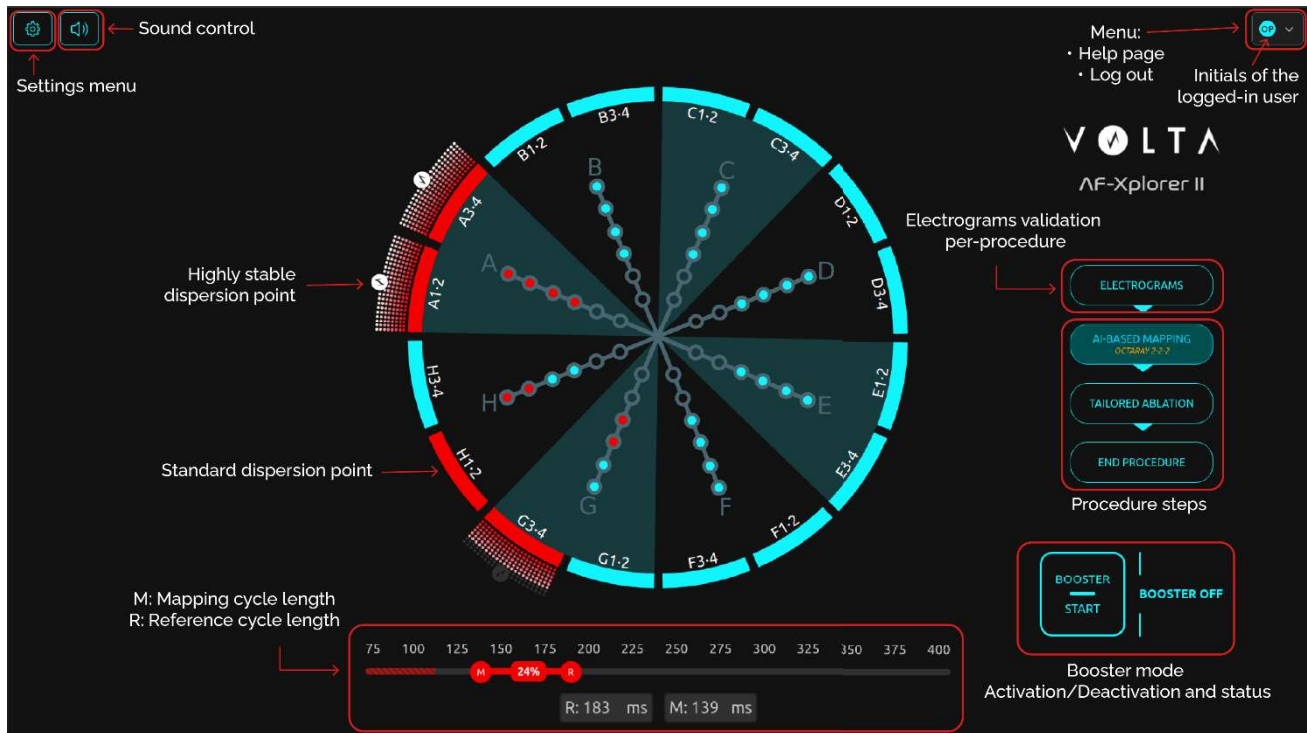 Sound control
Settings menu
Menu:
• Help page
• Log out
OP
Initials of the
logged-in user
VOLTA
AF-Xplorer II
Electrograms validation
per-procedure
ELECTROGRAMS
AI-BASED MAPPING
OCTARAY 2-2-2
TAILORED ABLATION
END PROCEDURE
Procedure steps
BOOSTER
START
BOOSTER OFF
Booster mode
Activation/Deactivation and status
Highly stable
dispersion point
Standard dispersion point
A1·2
A3·4
B1·2
B3·4
C1·2
C3·4
D1·2
D3·4
E1·2
E3·4
F1·2
F3·4
G1·2
G3·4
H1·2
H3·4
A
B
C
D
E
F
G
H
M: Mapping cycle length
R: Reference cycle length
75 100 125 150 175 200 225 250 275 300 325 350 375 400
M 24% R
R: 183 ms M: 139 ms